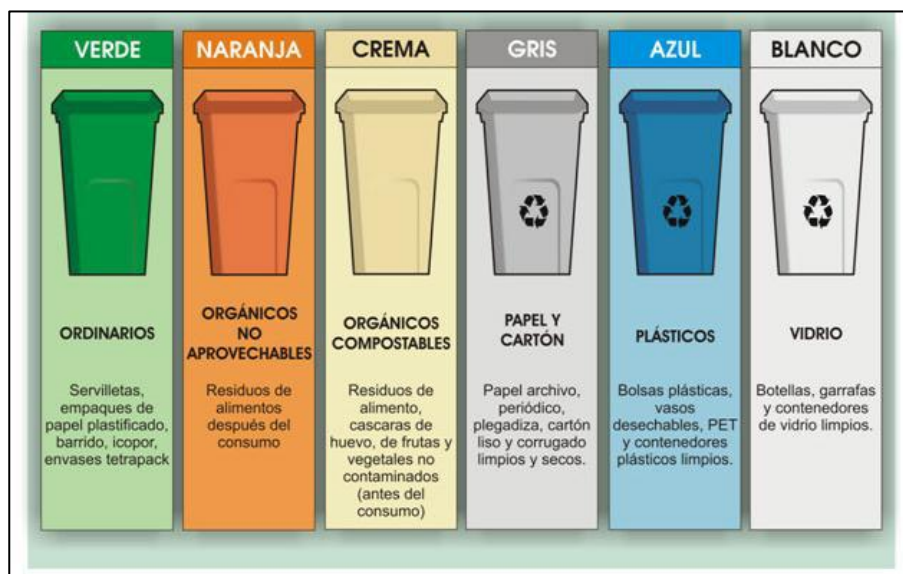 VERDE
NARANJA
CREMA
GRIS
AZUL
BLANCO
ORDINARIOS
Servilletas,
empaques de
papel plastificado,
barrido, icopor,
envases tetrapack
ORGÁNICOS
NO
APROVECHABLES
Residuos de
alimentos
después del
consumo
ORGÁNICOS
COMPOSTABLES
Residuos de
alimento,
cascaras de
huevo, de frutas y
vegetales no
contaminados
(antes del
consumo)
PAPEL Y
CARTÓN
Papel archivo,
periódico,
plegadiza, cartón
liso y corrugado
limpios y secos.
PLÁSTICOS
Bolsas plásticas,
vasos
desechables, PET
y contenedores
plásticos limpios.
VIDRIO
Botellas, garrafas
y contenedores
de vidrio limpios.